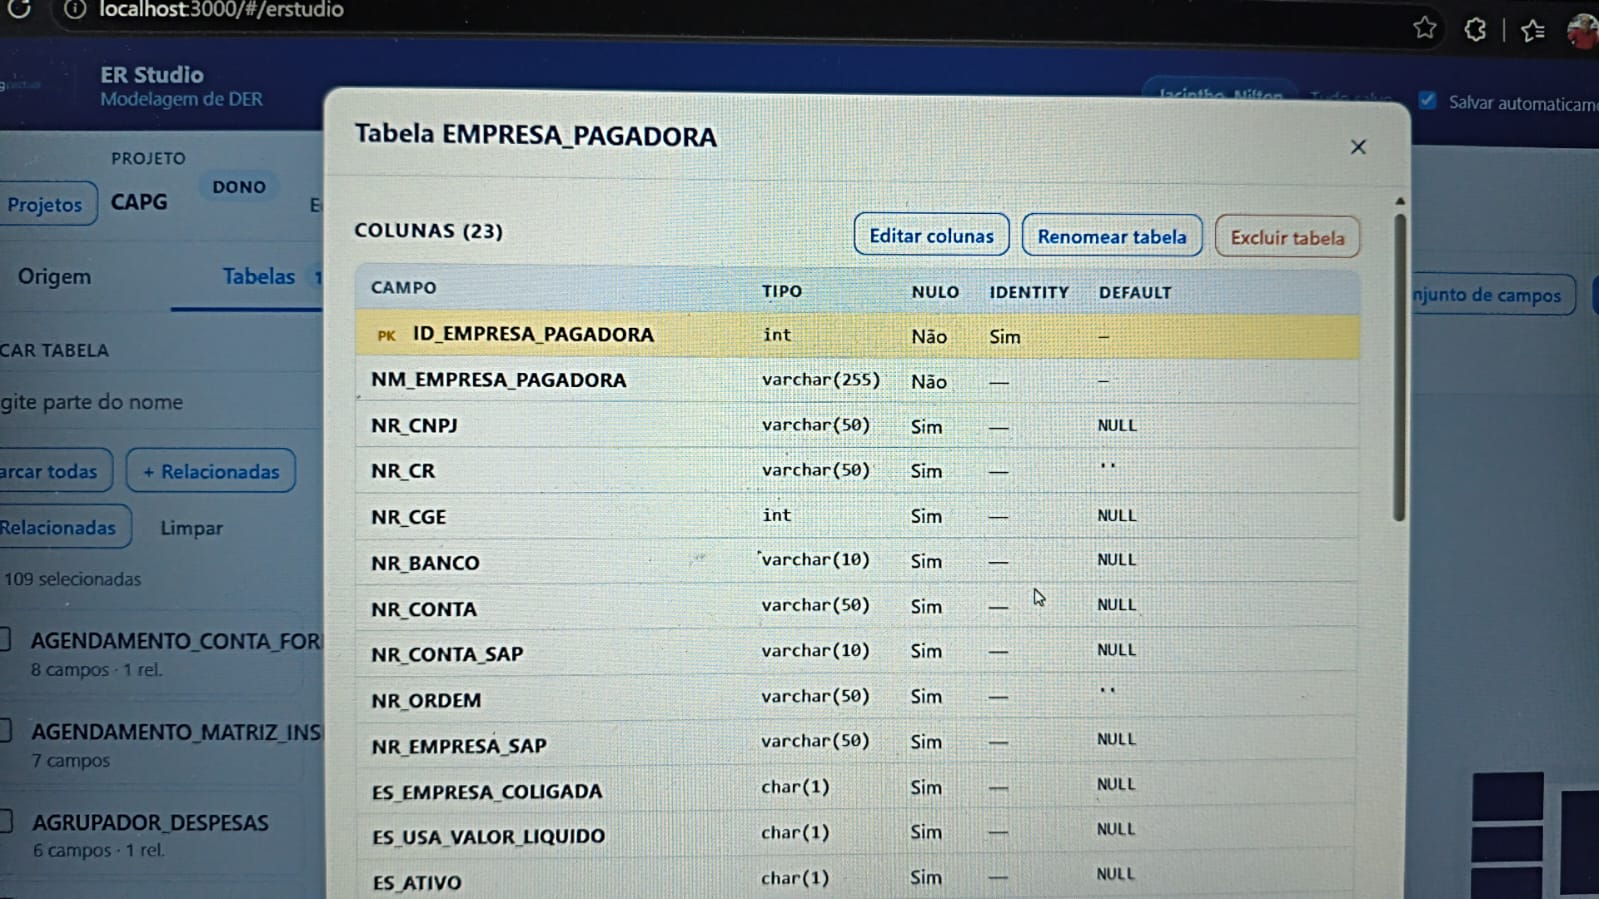 localhost:3000/#/erstudio
ER Studio
Modelagem de DER
Jacintho, Nilton
Tudo salvo
Salvar automaticam
PROJETO
Projetos
CAPG
DONO
E
Origem
Tabelas 1
CAR TABELA
gite parte do nome
arcar todas
+ Relacionadas
Relacionadas
Limpar
109 selecionadas
AGENDAMENTO_CONTA_FOR
8 campos · 1 rel.
AGENDAMENTO_MATRIZ_INS
7 campos
AGRUPADOR_DESPESAS
6 campos · 1 rel.
njunto de campos
Tabela EMPRESA_PAGADORA
×
COLUNAS (23)
Editar colunas
Renomear tabela
Excluir tabela
CAMPO TIPO NULO IDENTITY DEFAULT
PK ID_EMPRESA_PAGADORA int Não Sim —
NM_EMPRESA_PAGADORA varchar(255) Não — —
NR_CNPJ varchar(50) Sim — NULL
NR_CR varchar(50) Sim — ''
NR_CGE int Sim — NULL
NR_BANCO varchar(10) Sim — NULL
NR_CONTA varchar(50) Sim — NULL
NR_CONTA_SAP varchar(10) Sim — NULL
NR_ORDEM varchar(50) Sim — ''
NR_EMPRESA_SAP varchar(50) Sim — NULL
ES_EMPRESA_COLIGADA char(1) Sim — NULL
ES_USA_VALOR_LIQUIDO char(1) Sim — NULL
ES_ATIVO char(1) Sim — NULL